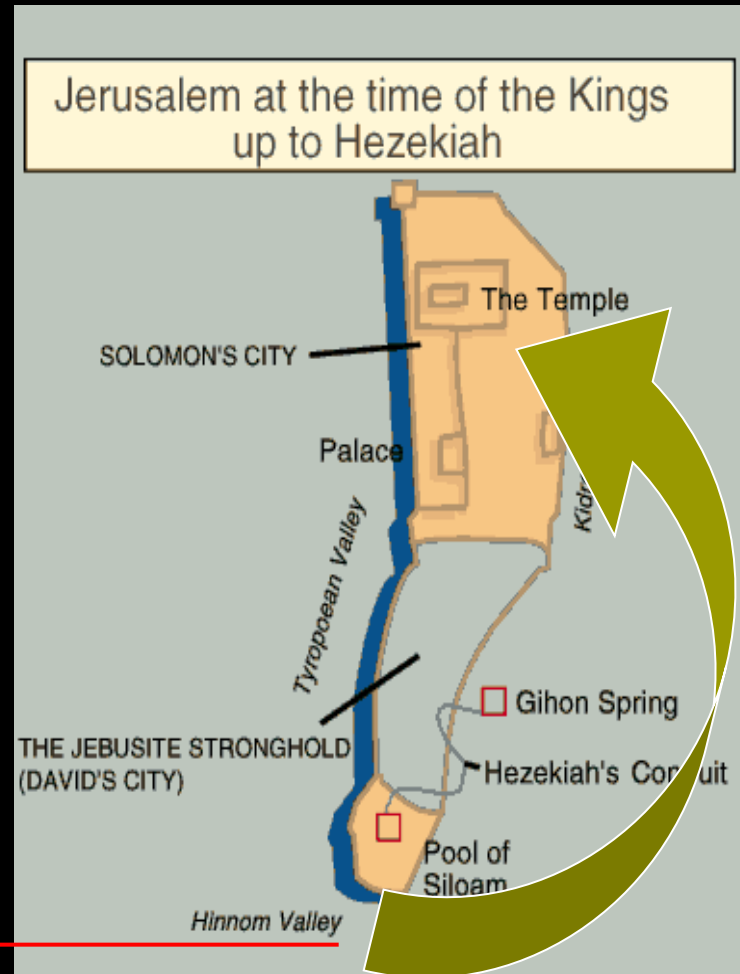 Jerusalem at the time of the Kings
up to Hezekiah
The Temple
SOLOMON'S CITY
Palace
Tyropoean Valley
Gihon Spring
THE JEBUSITE STRONGHOLD
(DAVID'S CITY)
Hezekiah's
Pool of
Siloam
Hinnom Valley